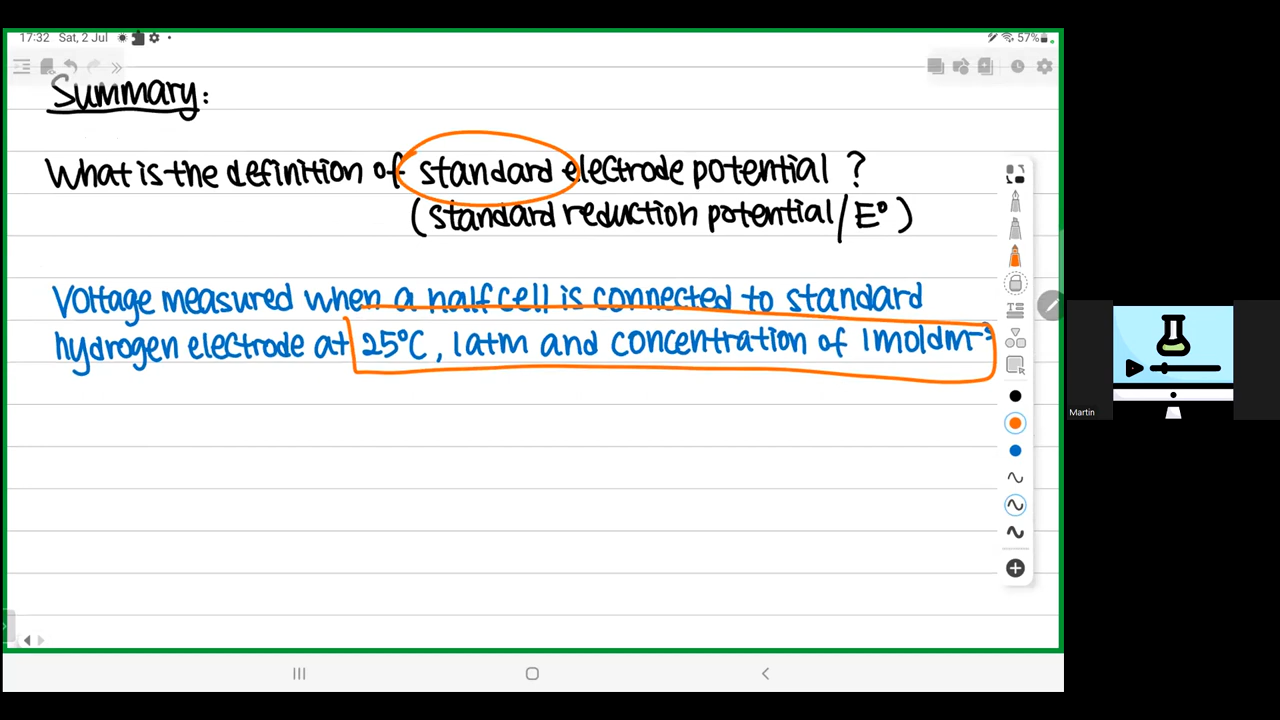 17:32 Sat, 2 Jul
57%
Summary:
What is the definition of standard electrode potential ?
(standard reduction potential / E°)
Voltage measured when a half cell is connected to standard
hydrogen electrode at 25°C, 1atm and concentration of 1moldm⁻³
Martin